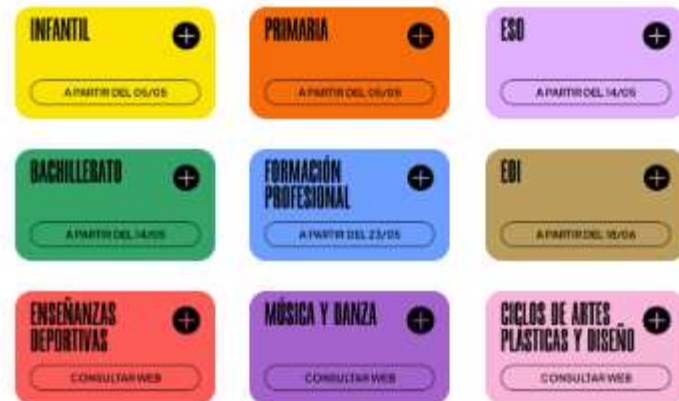 INFANTIL
A PARTIR DEL 05/05
PRIMARIA
A PARTIR DEL 05/05
ESO
A PARTIR DEL 14/05
BACHILLERATO
A PARTIR DEL 14/05
FORMACIÓN
PROFESIONAL
A PARTIR DEL 23/05
EOI
A PARTIR DEL 18/06
ENSEÑANZAS
DEPORTIVAS
CONSULTAR WEB
MÚSICA Y DANZA
CONSULTAR WEB
CICLOS DE ARTES
PLÁSTICAS Y DISEÑO
CONSULTAR WEB